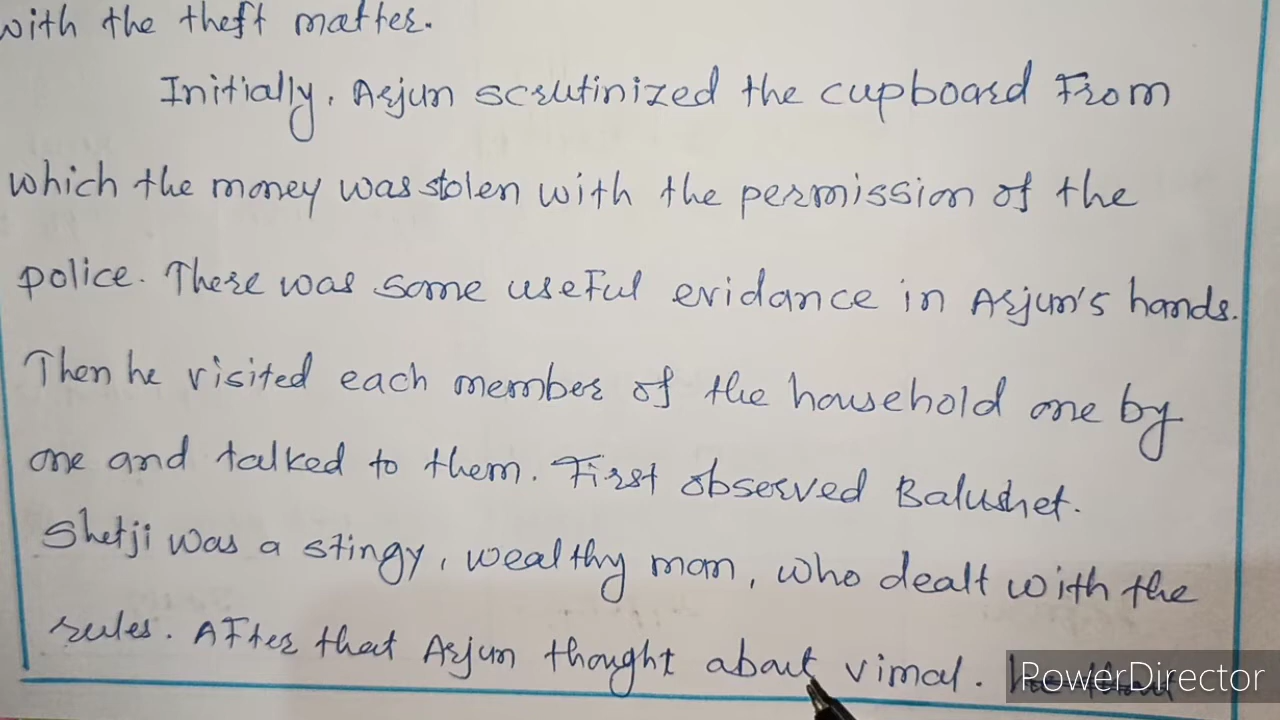 with the theft matter.
Initially, Arjun scrutinized the cupboard From
which the money was stolen with the permission of the
police. There was some useful evidance in Arjun's hands.
Then he visited each member of the household one by
one and talked to them. First observed Balushet.
Shetji was a stingy, wealthy man, who dealt with the
rules. After that Arjun thought about vimal.
PowerDirector